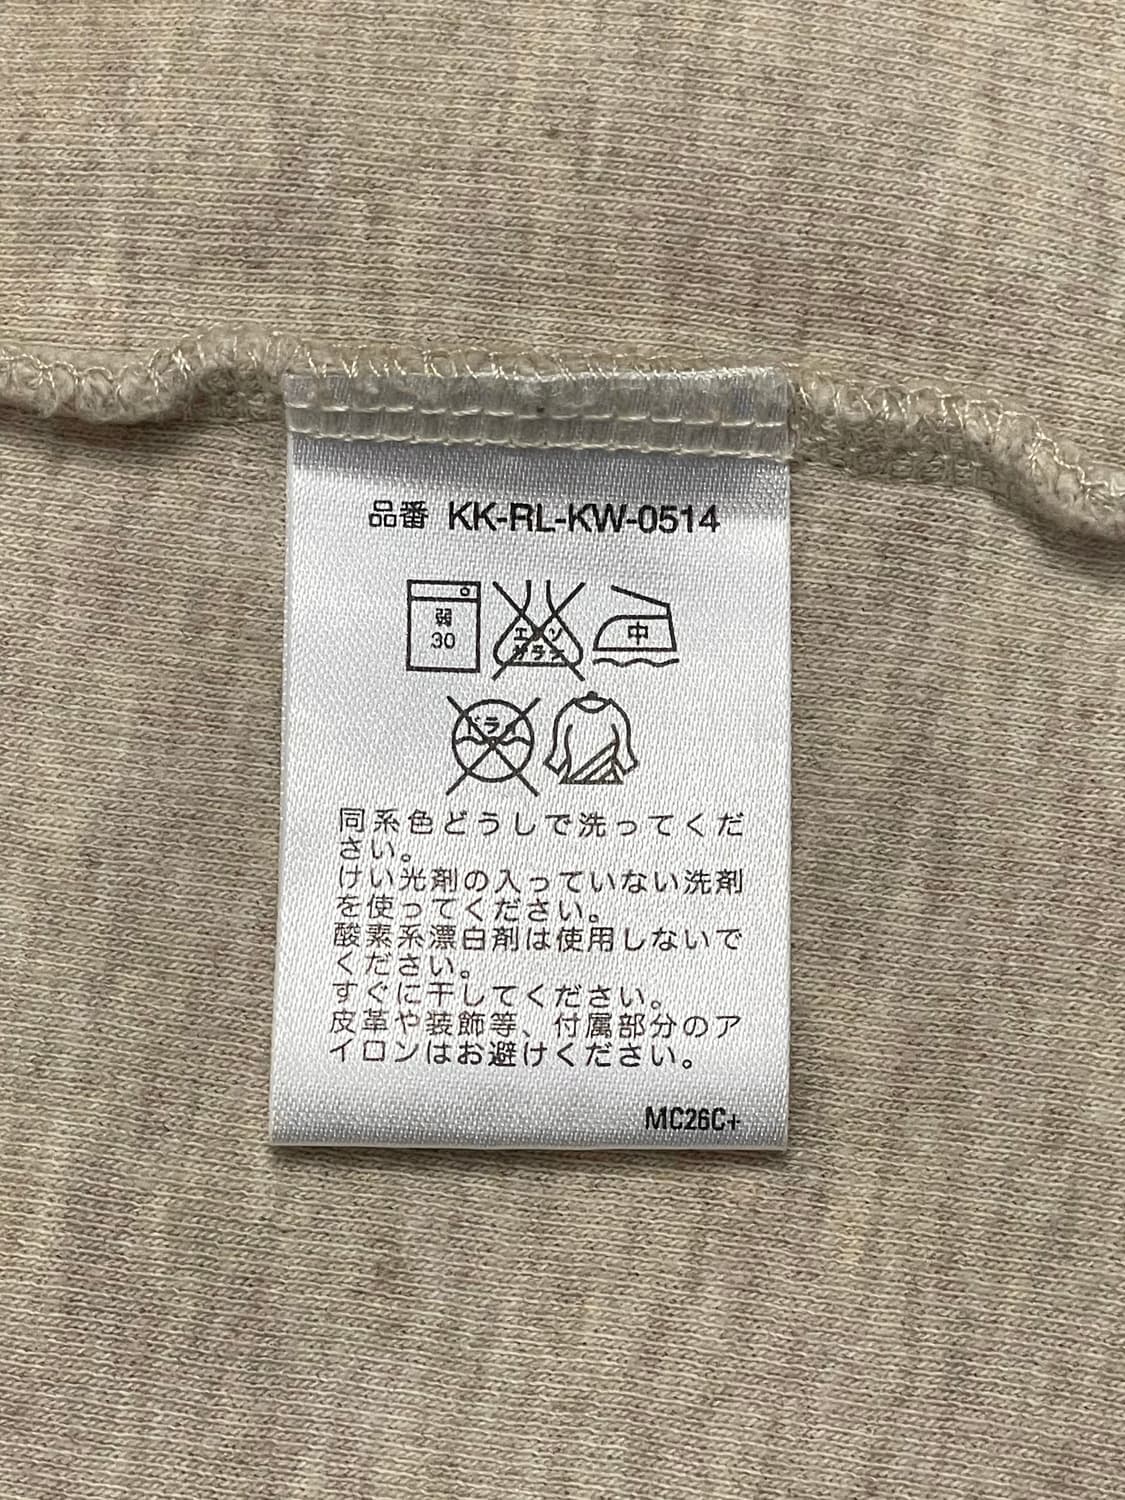 品番 KK-RL-KW-0514
弱
30
エンソ
サラシ
中
ドライ
同系色どうしで洗ってくだ
さい。
けい光剤の入っていない洗剤
を使ってください。
酸素系漂白剤は使用しないで
ください。
すぐに干してください。
皮革や装飾等、付属部分のア
イロンはお避けください。
MC26C+